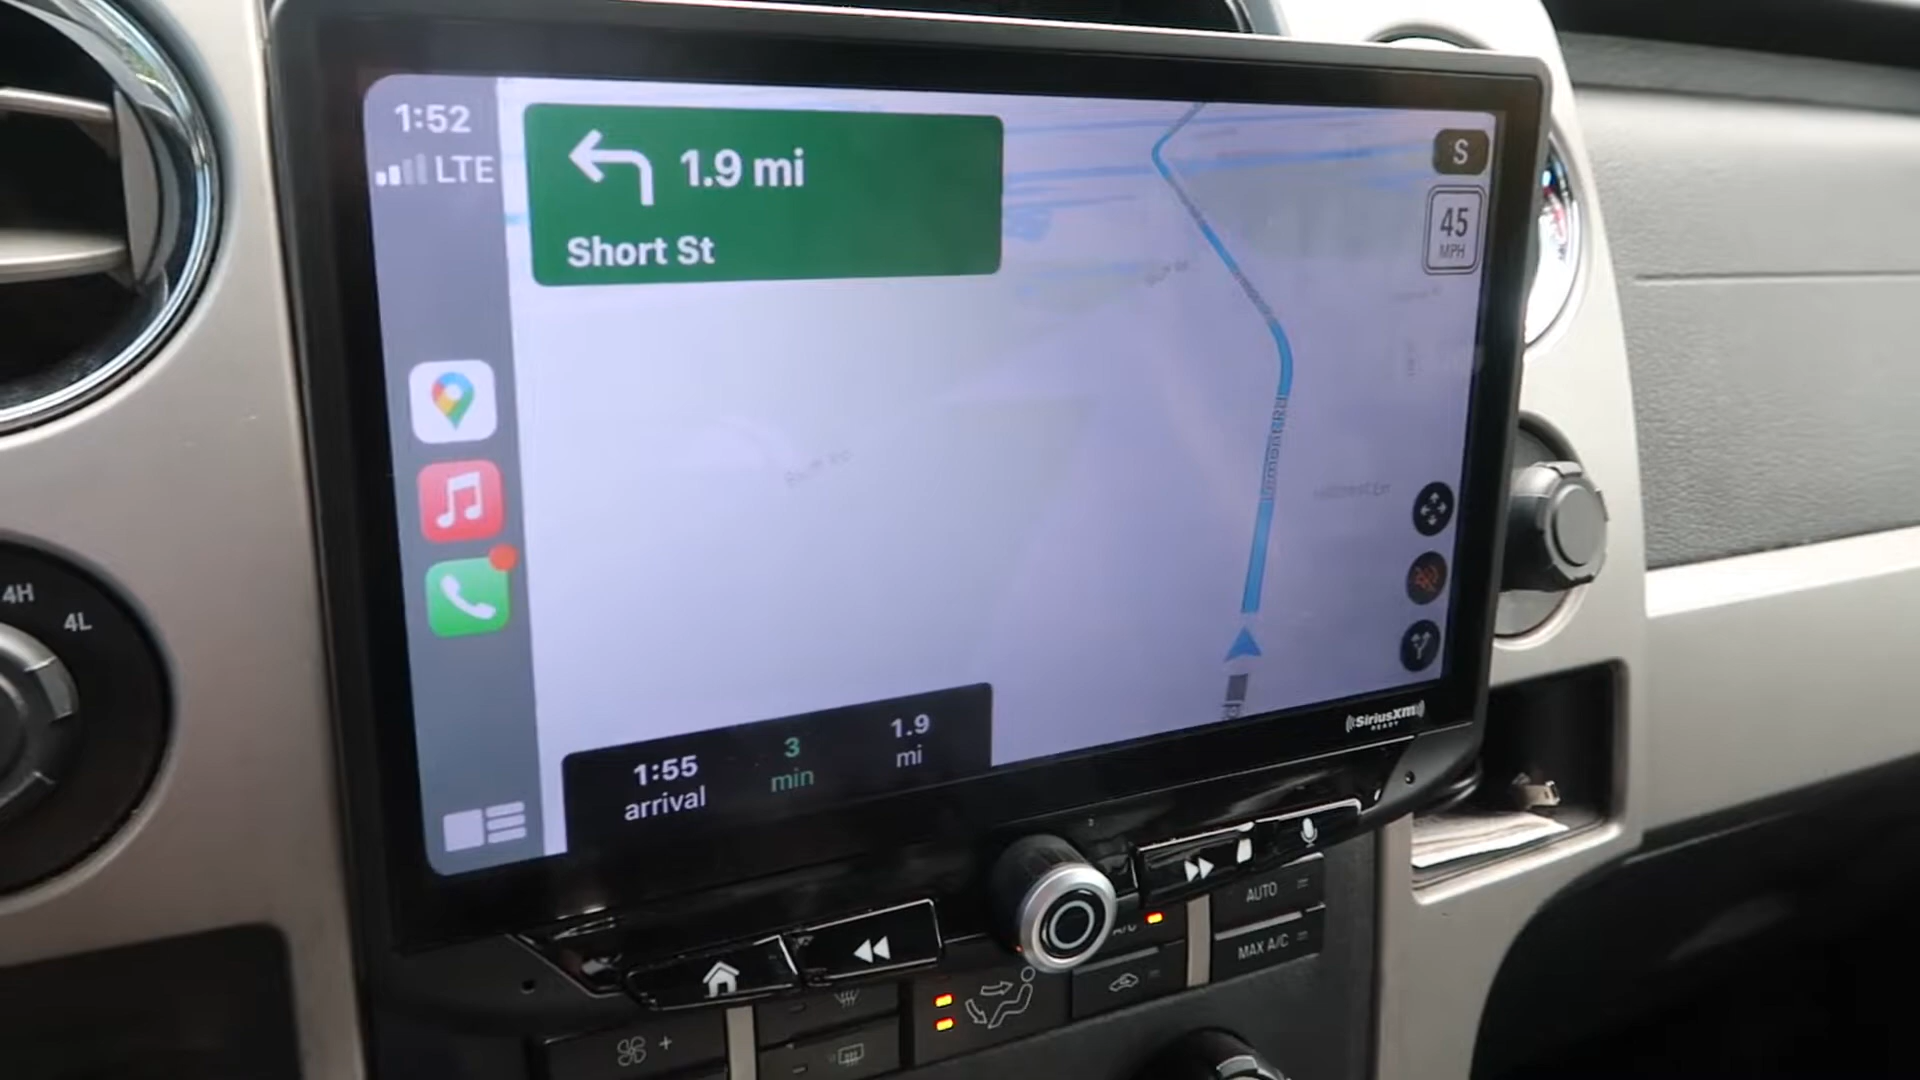 1:52
LTE
1.9 mi
Short St
S
45
MPH
1:55
arrival
3
min
1.9
mi
SiriusXM
READY
4H
4L
AUTO
MAX A/C
A/C